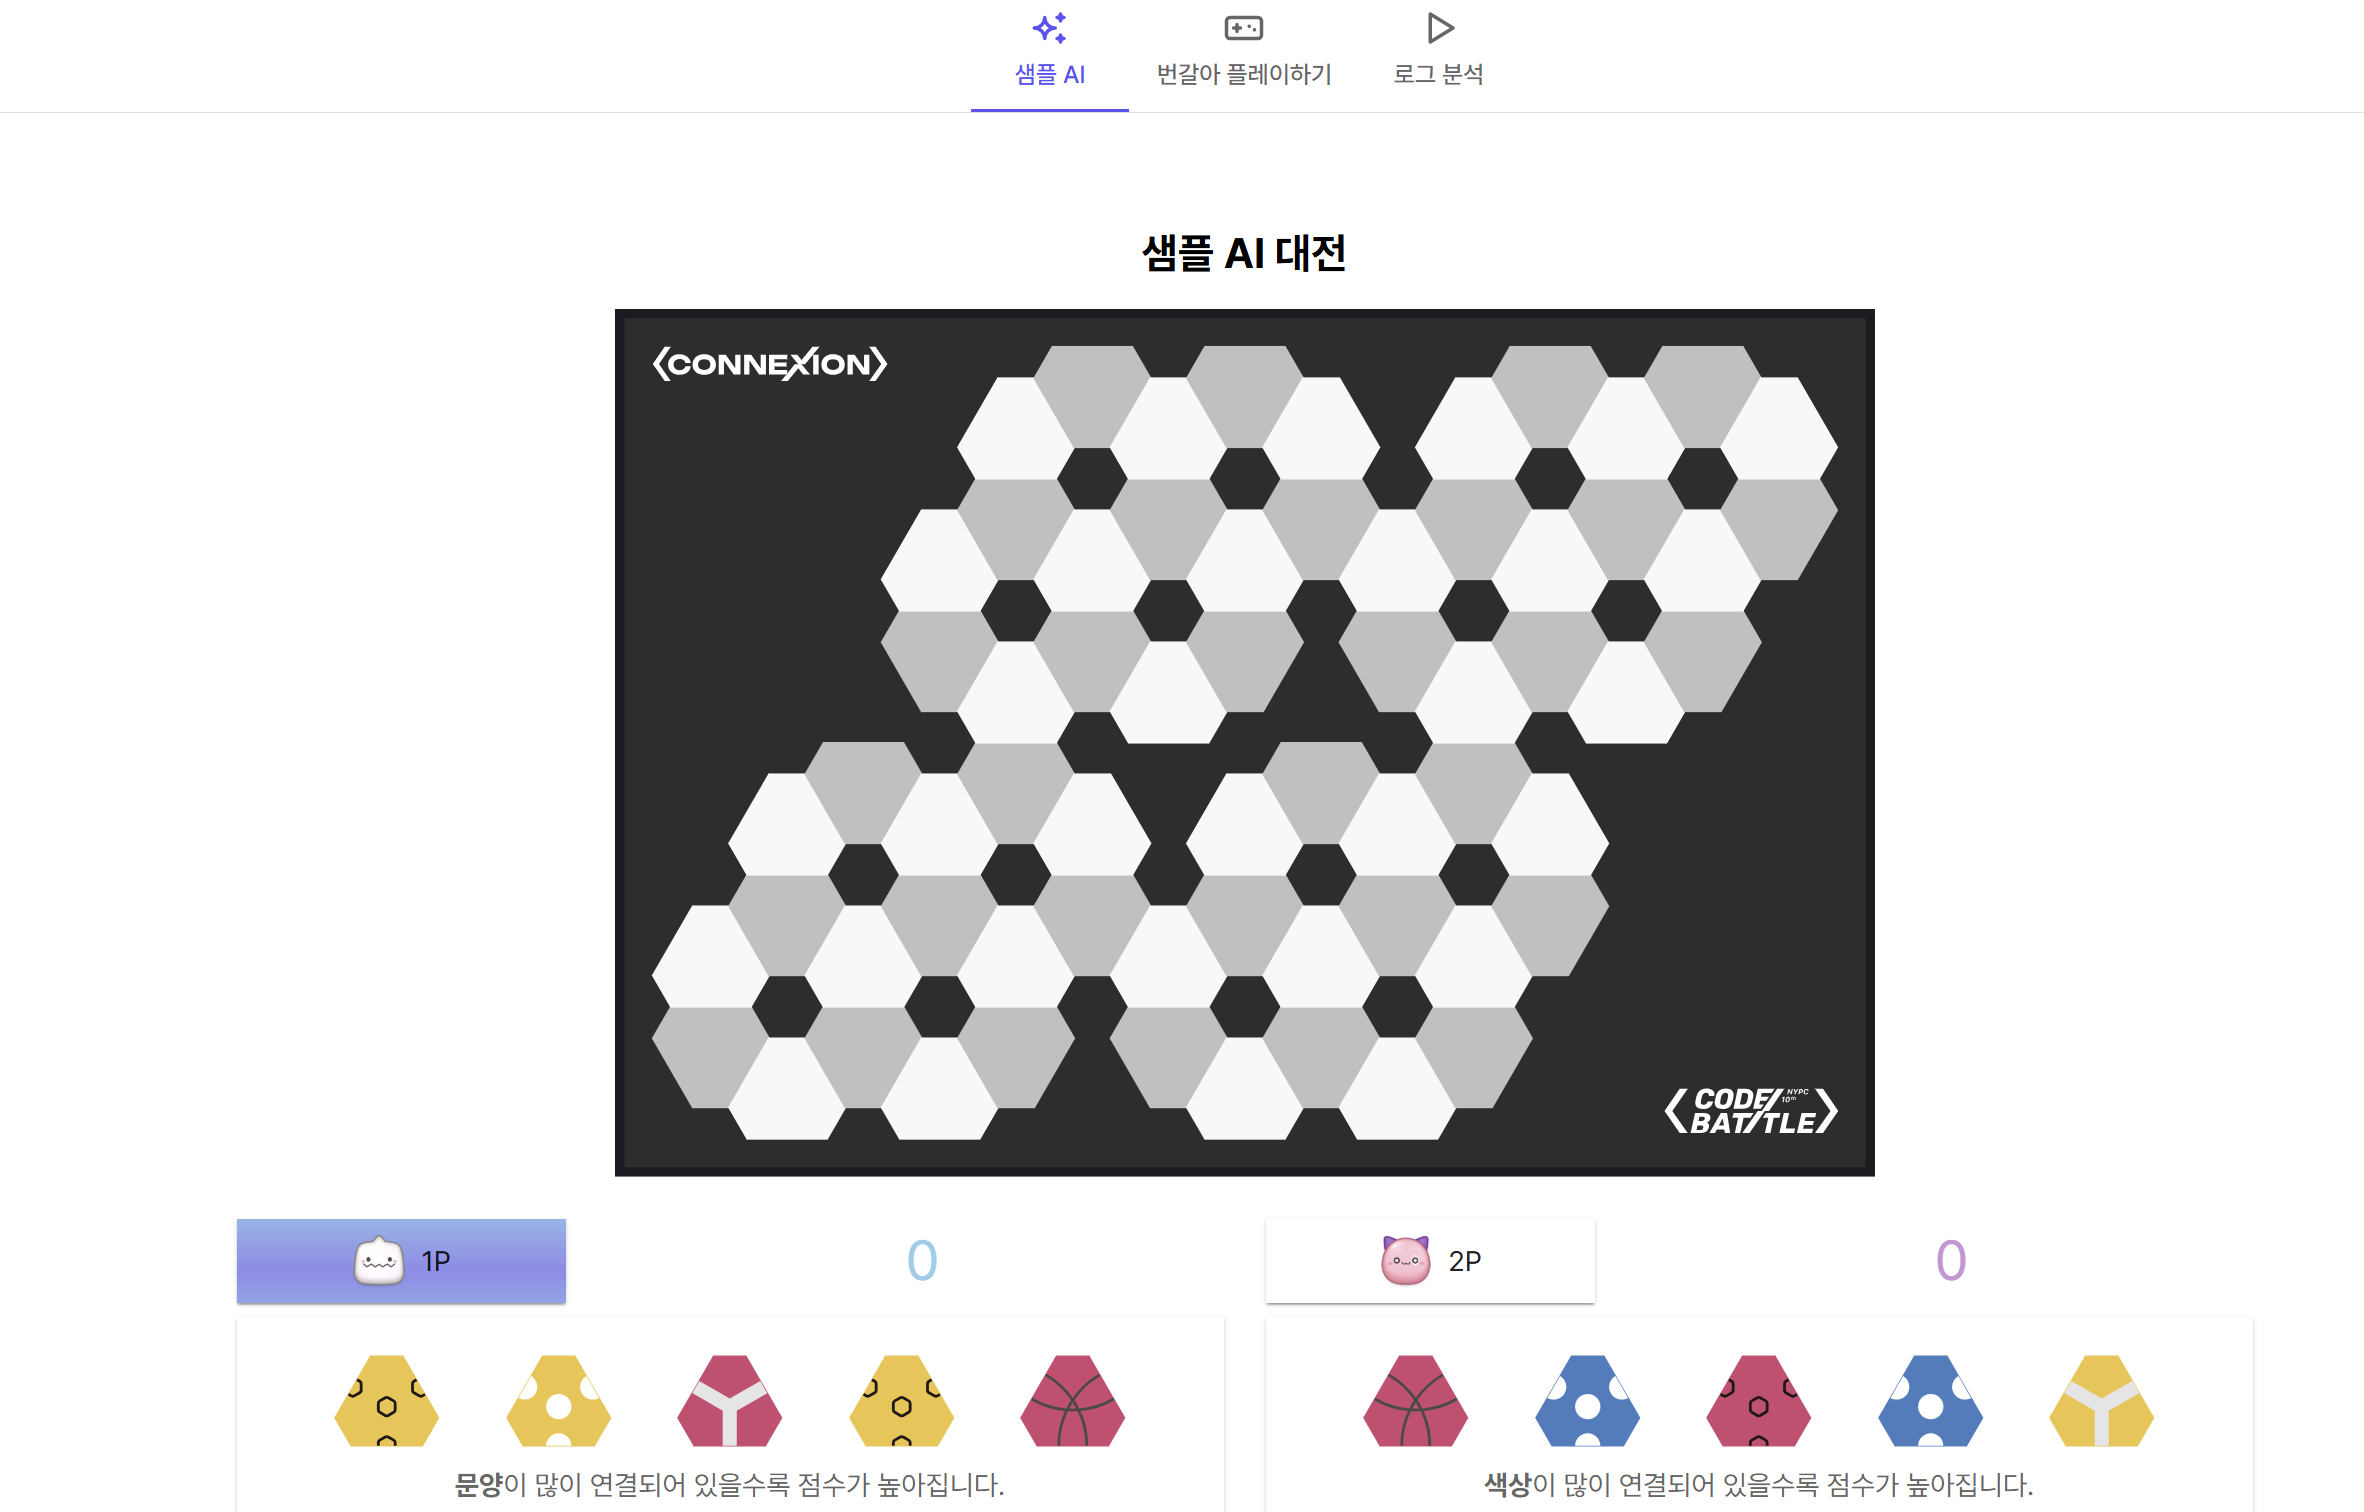 샘플 AI
번갈아 플레이하기
로그 분석
샘플 AI 대전
CONNEXION
CODE NYPC 10th
BATTLE
1P
0
2P
0
문양이 많이 연결되어 있을수록 점수가 높아집니다.
색상이 많이 연결되어 있을수록 점수가 높아집니다.